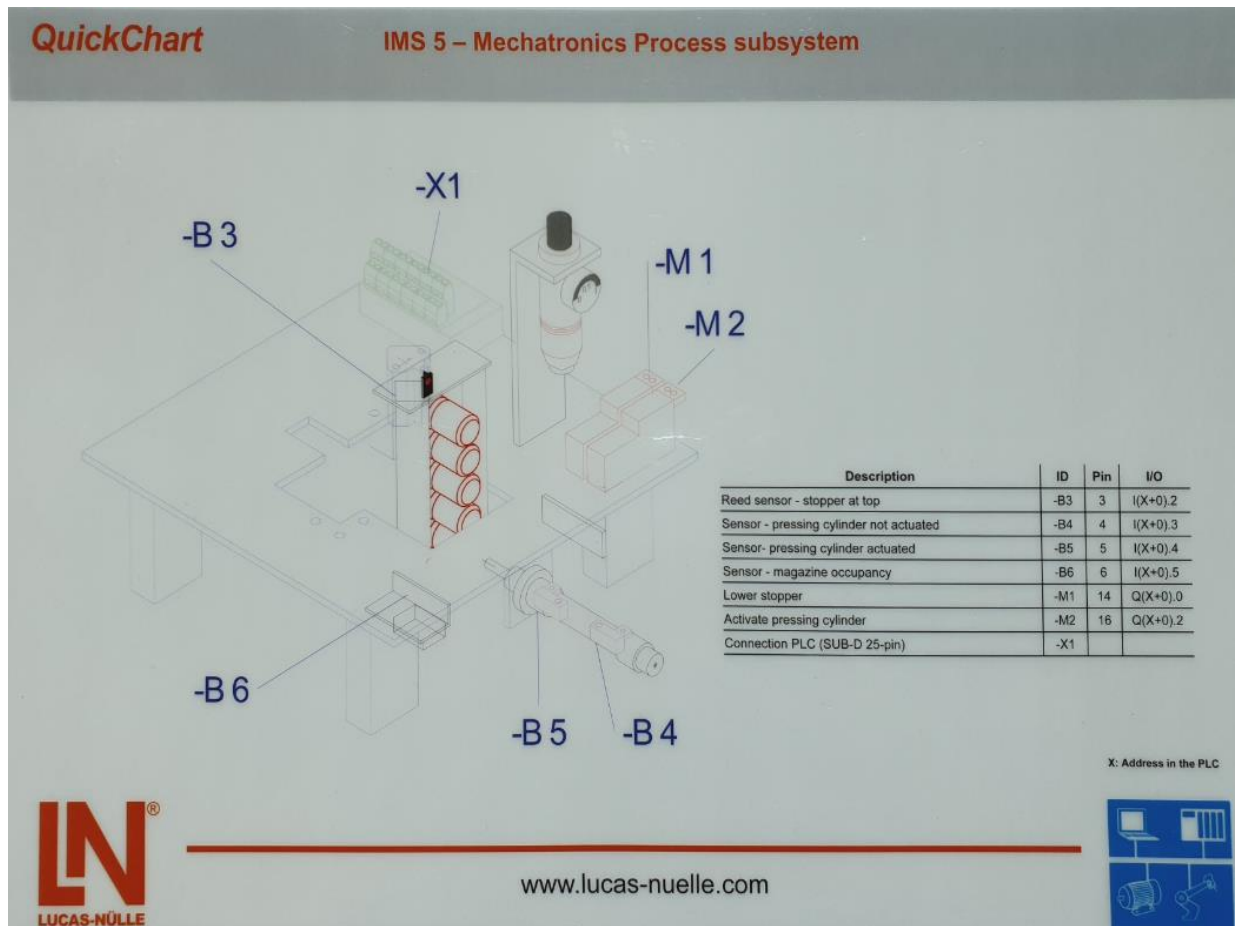 QuickChart
IMS 5 – Mechatronics Process subsystem
-X1
-B 3
-M 1
-M 2
Description ID Pin I/O
Reed sensor - stopper at top -B3 3 I(X+0).2
Sensor - pressing cylinder not actuated -B4 4 I(X+0).3
Sensor- pressing cylinder actuated -B5 5 I(X+0).4
Sensor - magazine occupancy -B6 6 I(X+0).5
Lower stopper -M1 14 Q(X+0).0
Activate pressing cylinder -M2 16 Q(X+0).2
Connection PLC (SUB-D 25-pin) -X1
-B 6
-B 5
-B 4
X: Address in the PLC
LN®
LUCAS-NÜLLE
www.lucas-nuelle.com